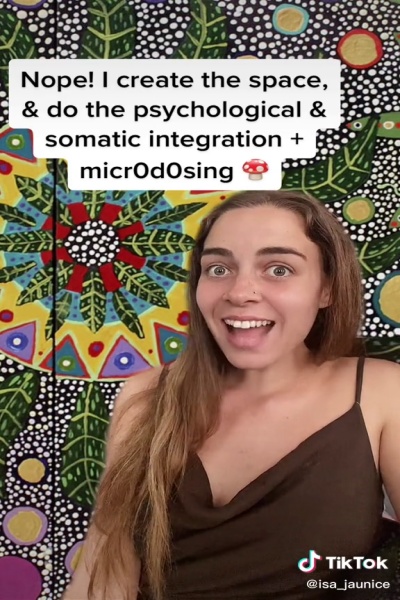 Nope! I create the space,
& do the psychological &
somatic integration +
micr0d0sing 🍄
TikTok
@isa_jaunice